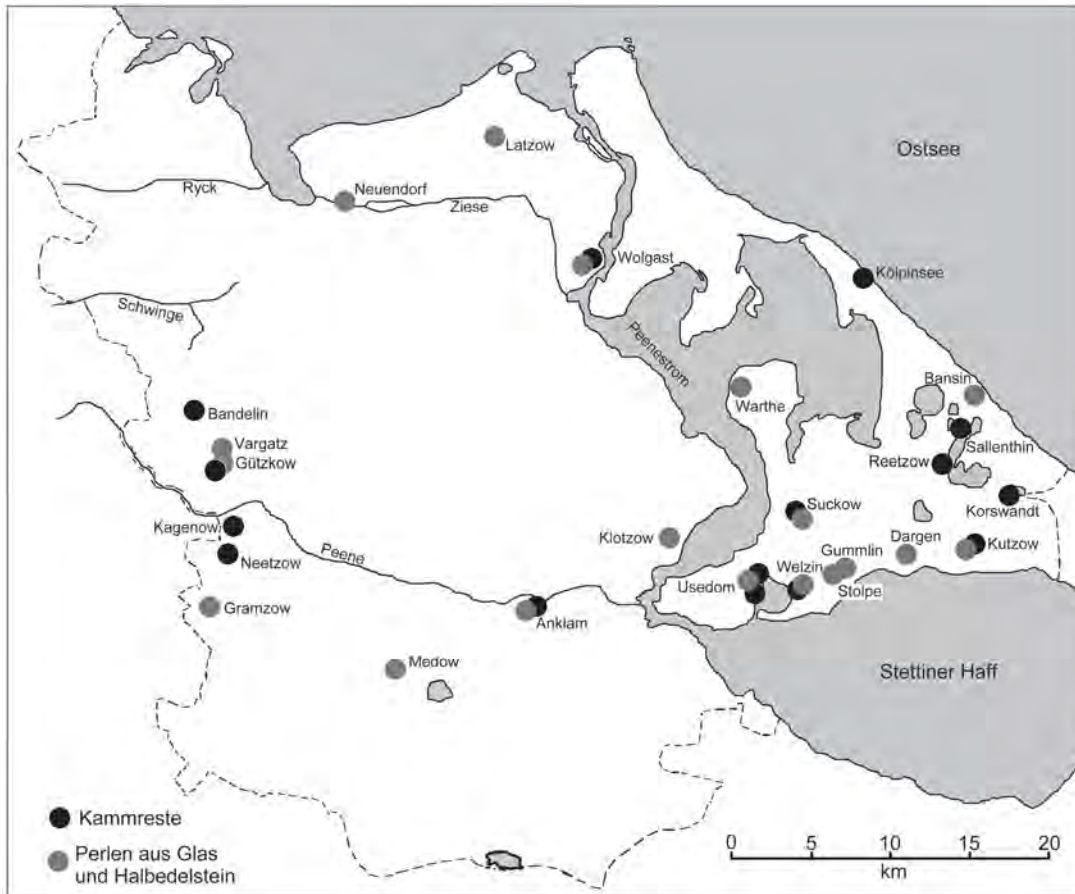 Ostsee
Latzow
Ryck
Neuendorf
Ziese
Wolgast
Kölpinsee
Schwinge
Peenestrom
Bansin
Warthe
Bandelin
Vargatz
Sallenthin
Gützkow
Reetzow
Korswandt
Suckow
Kagenow
Klotzow
Dargen
Kutzow
Peene
Gummlin
Neetzow
Welzin
Usedom
Stolpe
Gramzow
Anklam
Medow
Stettiner Haff
Kammreste
Perlen aus Glas
und Halbedelstein
0 5 10 15 20
km